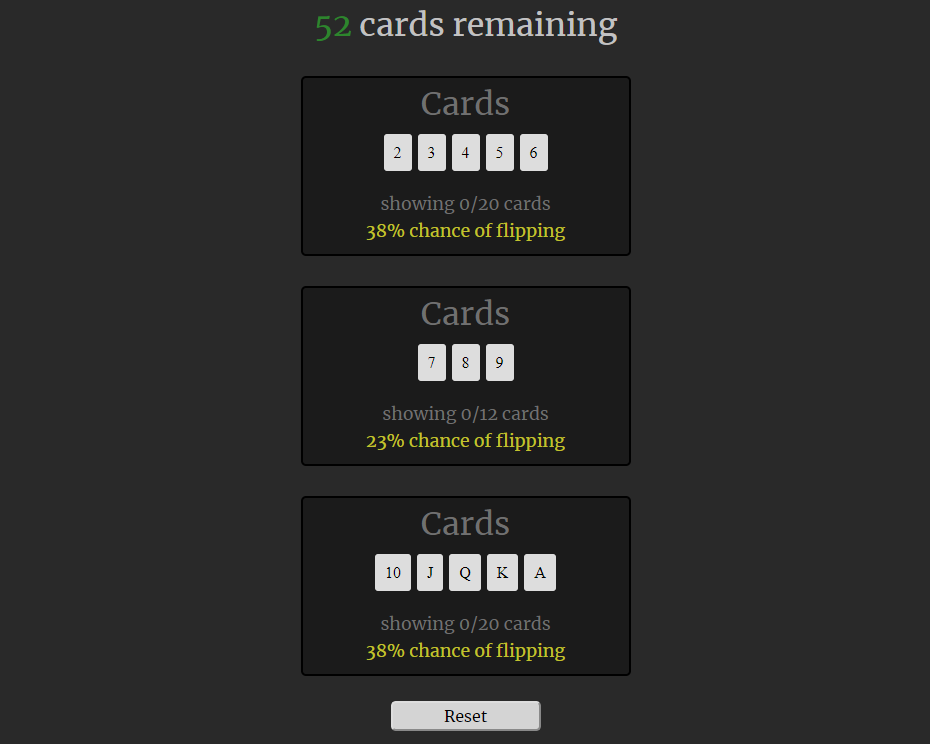 52 cards remaining
Cards
2 3 4 5 6
showing 0/20 cards
38% chance of flipping
Cards
7 8 9
showing 0/12 cards
23% chance of flipping
Cards
10 J Q K A
showing 0/20 cards
38% chance of flipping
Reset